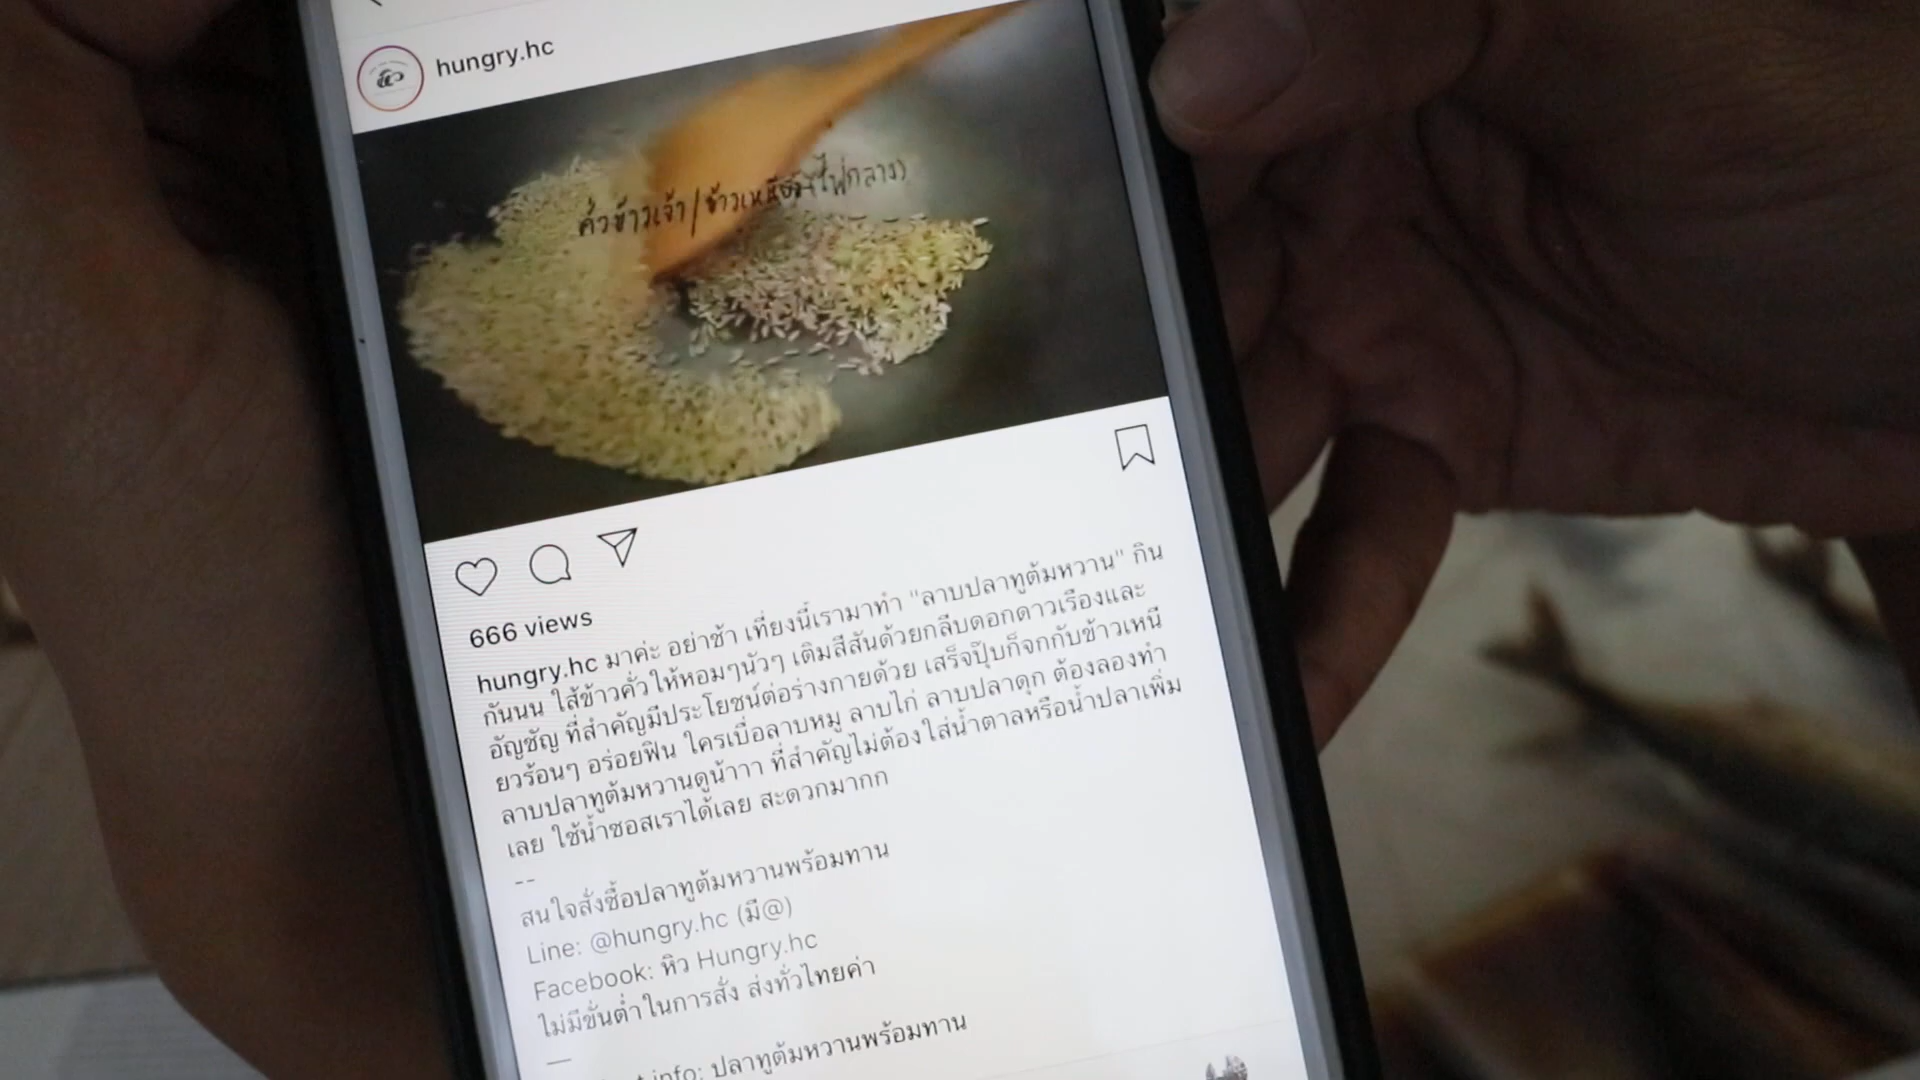 หิว
hungry.hc
คั่วข้าวเจ้า/ข้าวเหนียว(ไฟกลาง)
666 views
hungry.hc มาค่ะ อย่าช้า เที่ยงนี้เรามาทำ "ลาบปลาทูต้มหวาน" กิน
กันนน ใส่ข้าวคั่วให้หอมๆนัวๆ เติมสีสันด้วยกลีบดอกดาวเรืองและ
อัญชัญ ที่สำคัญมีประโยชน์ต่อร่างกายด้วย เสร็จปุ๊บก็จกกับข้าวเหนี
ยวร้อนๆ อร่อยฟิน ใครเบื่อลาบหมู ลาบไก่ ลาบปลาดุก ต้องลองทำ
ลาบปลาทูต้มหวานดูน้าาา ที่สำคัญไม่ต้องใส่น้ำตาลหรือน้ำปลาเพิ่ม
เลย ใช้น้ำซอสเราได้เลย สะดวกมากก
--
สนใจสั่งซื้อปลาทูต้มหวานพร้อมทาน
Line: @hungry.hc (มี@)
Facebook: หิว Hungry.hc
ไม่มีขั้นต่ำในการสั่ง ส่งทั่วไทยค่า
—
info: ปลาทูต้มหวานพร้อมทาน